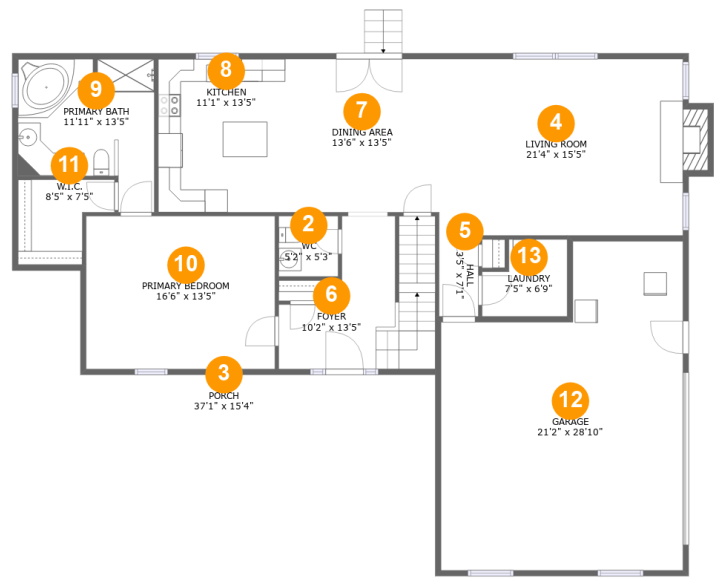 8
KITCHEN
11'1" x 13'5"
9
PRIMARY BATH
11'11" x 13'5"
7
DINING AREA
13'6" x 13'5"
4
LIVING ROOM
21'4" x 15'5"
11
W.I.C.
8'5" x 7'5"
2
WC
5'2" x 5'3"
5
HALL
3'5" x 7'1"
13
LAUNDRY
7'5" x 6'9"
10
PRIMARY BEDROOM
16'6" x 13'5"
6
FOYER
10'2" x 13'5"
3
PORCH
37'1" x 15'4"
12
GARAGE
21'2" x 28'10"